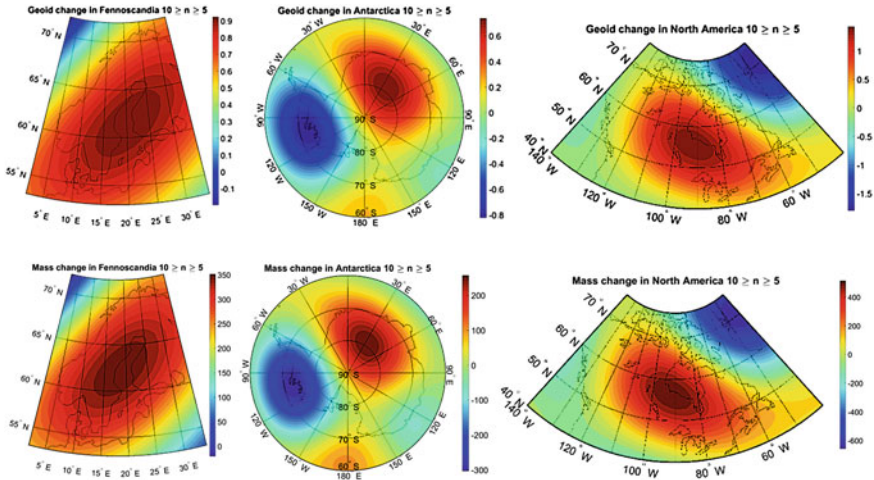 Geoid change in Fennoscandia 10 ≥ n ≥ 5
70°N
65°N
60°N
55°N
5°E 10°E 15°E 20°E 25°E 30°E
0.9
0.8
0.7
0.6
0.5
0.4
0.3
0.2
0.1
0
-0.1
Geoid change in Antarctica 10 ≥ n ≥ 5
30°W
30°E
60°W
60°E
90°W
90°E
90°S
80°S
70°S
60°S
120°W
120°E
150°W
150°E
180°E
0.6
0.4
0.2
0
-0.2
-0.4
-0.6
-0.8
Geoid change in North America 10 ≥ n ≥ 5
70°N
60°N
50°N
40°N
140°W
120°W
100°W
80°W
60°W
1
0.5
0
-0.5
-1
-1.5
Mass change in Fennoscandia 10 ≥ n ≥ 5
70°N
65°N
60°N
55°N
5°E 10°E 15°E 20°E 25°E 30°E
350
300
250
200
150
100
50
0
Mass change in Antarctica 10 ≥ n ≥ 5
30°W
30°E
60°W
60°E
90°W
90°E
90°S
80°S
70°S
60°S
120°W
120°E
150°W
150°E
180°E
200
100
0
-100
-200
-300
Mass change in North America 10 ≥ n ≥ 5
70°N
60°N
50°N
40°N
140°W
120°W
100°W
80°W
60°W
400
200
0
-200
-400
-600